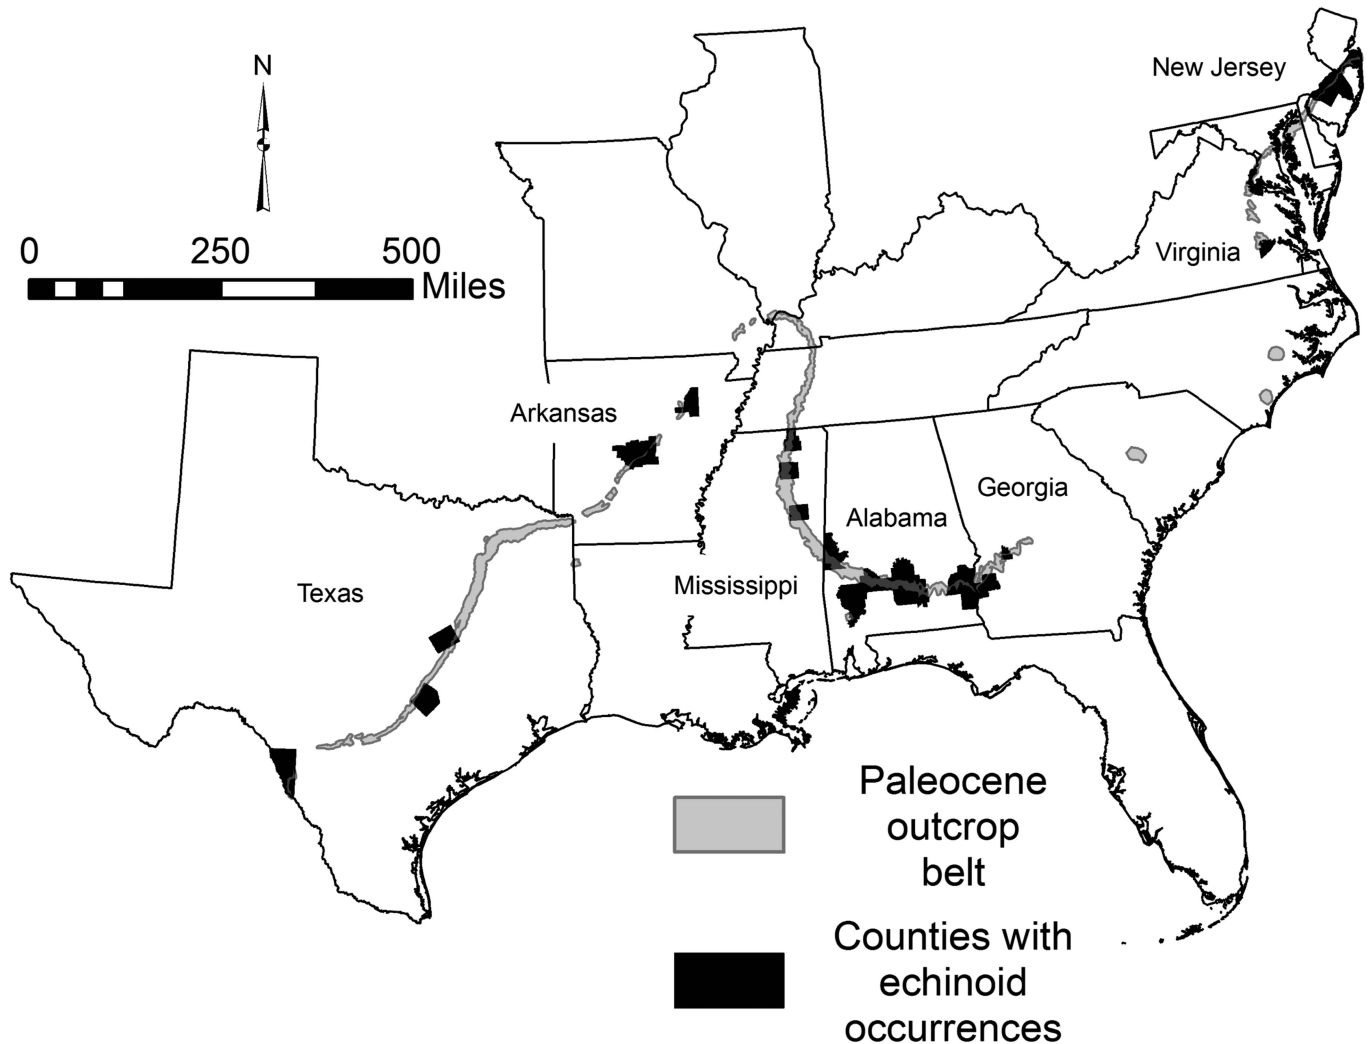 New Jersey
N
0 250 500
Miles
Virginia
Arkansas
Georgia
Alabama
Mississippi
Texas
Paleocene
outcrop
belt
Counties with
echinoid
occurrences